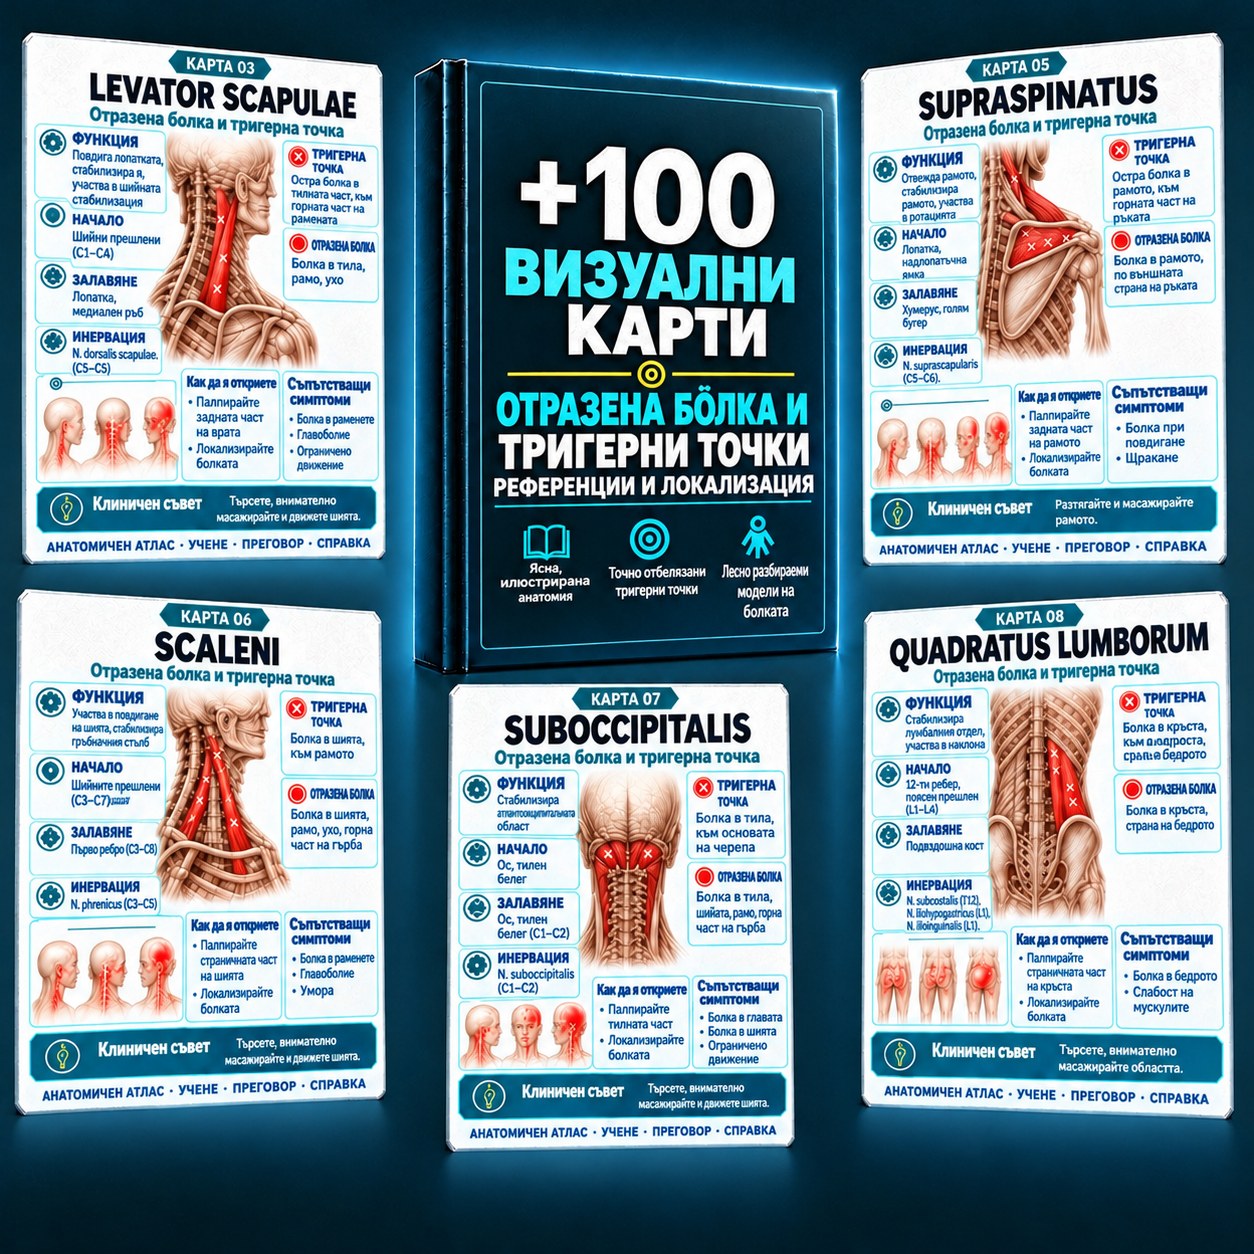 КАРТА 03
LEVATOR SCAPULAE
Отразена болка и тригерна точка
ФУНКЦИЯ
Повдига лопатката,
стабилизира я,
участва в шийната
стабилизация
НАЧАЛО
Шийни прешлени
(C1–C4)
ЗАЛАВЯНЕ
Лопатка,
медиален ръб
ИНЕРВАЦИЯ
N. dorsalis scapulae.
(C5–C5)
ТРИГЕРНА
ТОЧКА
Остра болка в
тилната част, към
горната част на
рамената
ОТРАЗЕНА БОЛКА
Болка в тила,
рамо, ухо
Как да я откриете
• Палпирайте
задната част
на врата
• Локализирайте
болката
Съпътстващи
симптоми
• Болка в раменете
• Главоболие
• Ограничено
движение
Клиничен съвет
Търсете, внимателно
масажирайте и движете шията.
АНАТОМИЧЕН АТЛАС · УЧЕНЕ · ПРЕГОВОР · СПРАВКА
+100
ВИЗУАЛНИ
КАРТИ
ОТРАЗЕНА БӦЛКА И
ТРИГЕРНИ ТОЧКИ
РЕФЕРЕНЦИИ И ЛОКАЛИЗАЦИЯ
Ясна,
илюстрирана
анатомия
Точно отбелязани
тригерни точки
Лесно разбираеми
модели на
болката
КАРТА 05
SUPRASPINATUS
Отразена болка и тригерна точка
ФУНКЦИЯ
Отвежда рамото,
стабилизира
рамото, участва
в ротацията
НАЧАЛО
Лопатка,
надлопатъчна
ямка
ЗАЛАВЯНЕ
Хумерус, голям
бугер
ИНЕРВАЦИЯ
N. suprascapularis
(C5–C6).
ТРИГЕРНА
ТОЧКА
Остра болка в
рамото, към
горната част на
ръката
ОТРАЗЕНА БОЛКА
Болка в рамото,
по външната
страна на ръката
Как да я откриете
• Палпирайте
задната част
на рамото
• Локализирайте
болката
Съпътстващи
симптоми
• Болка при
повдигане
• Щракане
Клиничен съвет
Разтягайте и масажирайте
рамото.
АНАТОМИЧЕН АТЛАС · УЧЕНЕ · ПРЕГОВОР · СПРАВКА
КАРТА 06
SCALENI
Отразена болка и тригерна точка
ФУНКЦИЯ
Участва в повдигане
на шията, стабилизира
гръбначния стълб
НАЧАЛО
Шийните прешлени
(C3–C7)
ЗАЛАВЯНЕ
Първо ребро (C3–C8)
ИНЕРВАЦИЯ
N. phrenicus (C3–C5)
ТРИГЕРНА
ТОЧКА
Болка в шията,
към рамото
ОТРАЗЕНА БОЛКА
Болка в шията,
рамо, ухо, горна
част на гърба
Как да я откриете
• Палпирайте
страничната част
на шията
• Локализирайте
болката
Съпътстващи
симптоми
• Болка в раменете
• Главоболие
• Умора
Клиничен съвет
Търсете, внимателно
масажирайте и движете шията.
АНАТОМИЧЕН АТЛАС · УЧЕНЕ · ПРЕГОВОР · СПРАВКА
КАРТА 07
SUBOCCIPITALIS
Отразена болка и тригерна точка
ФУНКЦИЯ
Стабилизира
област
НАЧАЛО
Ос, тилен
белег
ЗАЛАВЯНЕ
Ос, тилен
белег (C1–C2)
ИНЕРВАЦИЯ
N. suboccipitalis
(C1–C2)
ТРИГЕРНА
ТОЧКА
Болка в тила,
към основата
на черепа
ОТРАЗЕНА БОЛКА
Болка в тила,
шийата, рамо, горна
част на гърба
Как да я откриете
• Палпирайте
тилната част
• Локализирайте
болката
Съпътстващи
симптоми
• Болка в главата
• Болка в шията
• Ограничено
движение
Клиничен съвет
Търсете, внимателно
масажирайте и движете шията.
АНАТОМИЧЕН АТЛАС · УЧЕНЕ · ПРЕГОВОР · СПРАВКА
КАРТА 08
QUADRATUS LUMBORUM
Отразена болка и тригерна точка
ФУНКЦИЯ
Стабилизира
лумбалния отдел,
участва в наклона
НАЧАЛО
12-ти ребер,
поясен прешлен
(L1–L4)
ЗАЛАВЯНЕ
Подвздошна кост
ИНЕРВАЦИЯ
N. subcostalis (T12),
N. iliohypogastricus (L1),
N. ilioinguinalis (L1).
ТРИГЕРНА
ТОЧКА
Болка в кръста,
към
бедрото
ОТРАЗЕНА БОЛКА
Болка в кръста,
страна на бедрото
Как да я откриете
• Палпирайте
страничната част
на кръста
• Локализирайте
болката
Съпътстващи
симптоми
• Болка в бедрото
• Слабост на
мускулите
Клиничен съвет
Търсете, внимателно
масажирайте областта.
АНАТОМИЧЕН АТЛАС · УЧЕНЕ · ПРЕГОВОР · СПРАВКА